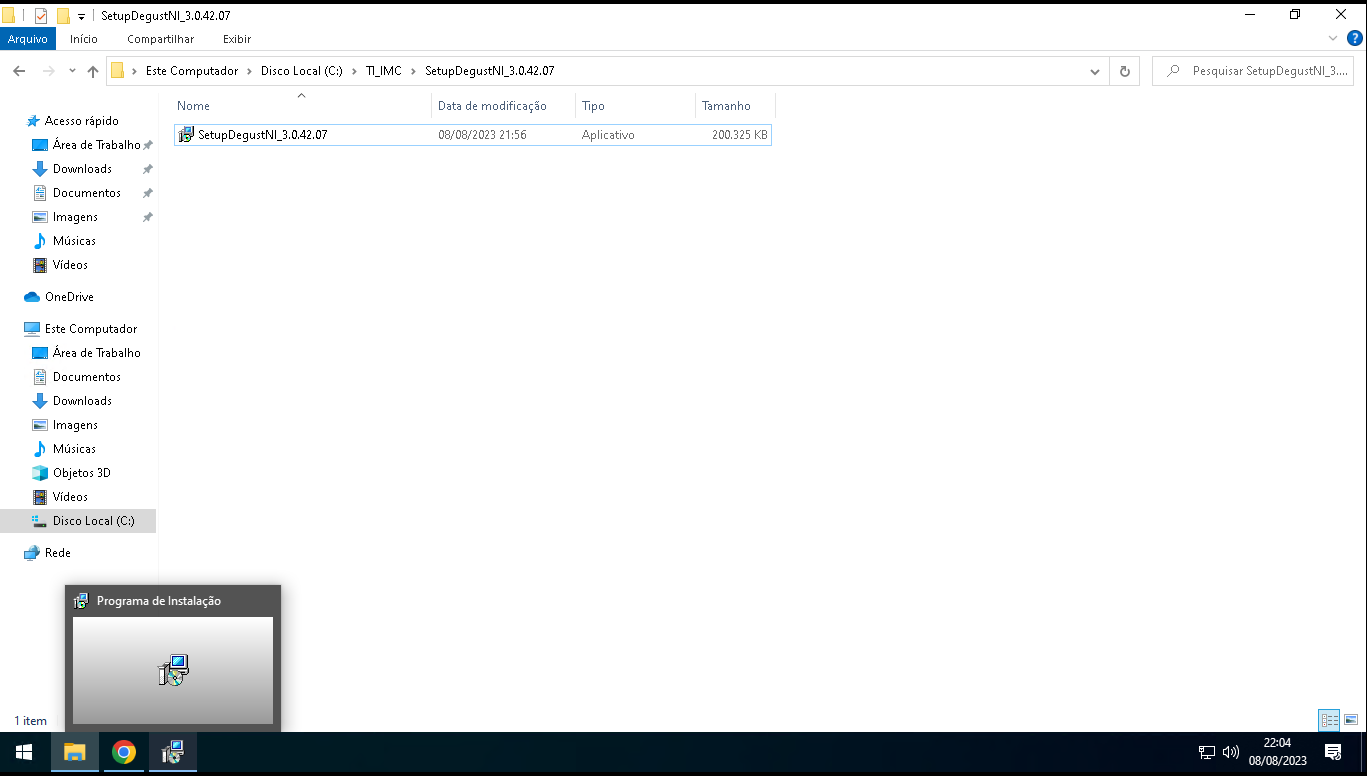 SetupDegustNI_3.0.42.07
Arquivo Início Compartilhar Exibir
Este Computador Disco Local (C:) TI_IMC SetupDegustNI_3.0.42.07
Pesquisar SetupDegustNI_3....
Nome Data de modificação Tipo Tamanho
SetupDegustNI_3.0.42.07 08/08/2023 21:56 Aplicativo 200.325 KB
Acesso rápido
Área de Trabalho
Downloads
Documentos
Imagens
Músicas
Vídeos
OneDrive
Este Computador
Área de Trabalho
Documentos
Downloads
Imagens
Músicas
Objetos 3D
Vídeos
Disco Local (C:)
Rede
Programa de Instalação
1 item
22:04
08/08/2023